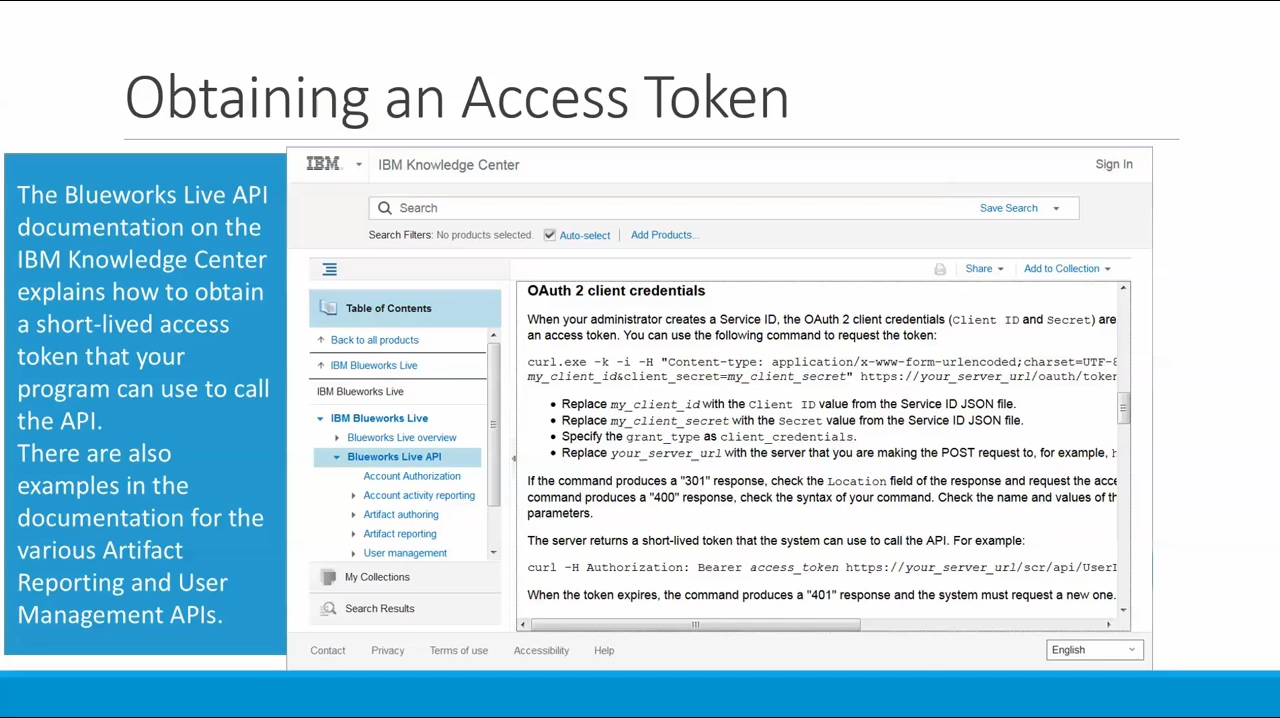 Obtaining an Access Token
The Blueworks Live API
documentation on the
IBM Knowledge Center
explains how to obtain
a short-lived access
token that your
program can use to call
the API.
There are also
examples in the
documentation for the
various Artifact
Reporting and User
Management APIs.
IBM
IBM Knowledge Center
Sign In
Search
Save Search
Search Filters: No products selected.
Auto-select
Add Products...
Share
Add to Collection
Table of Contents
Back to all products
IBM Blueworks Live
IBM Blueworks Live
IBM Blueworks Live
Blueworks Live overview
Blueworks Live API
Account Authorization
Account activity reporting
Artifact authoring
Artifact reporting
User management
My Collections
Search Results
OAuth 2 client credentials
When your administrator creates a Service ID, the OAuth 2 client credentials (Client ID and Secret) are
an access token. You can use the following command to request the token:
curl.exe -k -i -H "Content-type: application/x-www-form-urlencoded;charset=UTF-8
my_client_id&client_secret=my_client_secret" https://your_server_url/oauth/token
• Replace my_client_id with the Client ID value from the Service ID JSON file.
• Replace my_client_secret with the Secret value from the Service ID JSON file.
• Specify the grant_type as client_credentials.
• Replace your_server_url with the server that you are making the POST request to, for example, h
If the command produces a "301" response, check the Location field of the response and request the acce
command produces a "400" response, check the syntax of your command. Check the name and values of th
parameters.
The server returns a short-lived token that the system can use to call the API. For example:
curl -H Authorization: Bearer access_token https://your_server_url/scr/api/UserI
When the token expires, the command produces a "401" response and the system must request a new one.
Contact
Privacy
Terms of use
Accessibility
Help
English